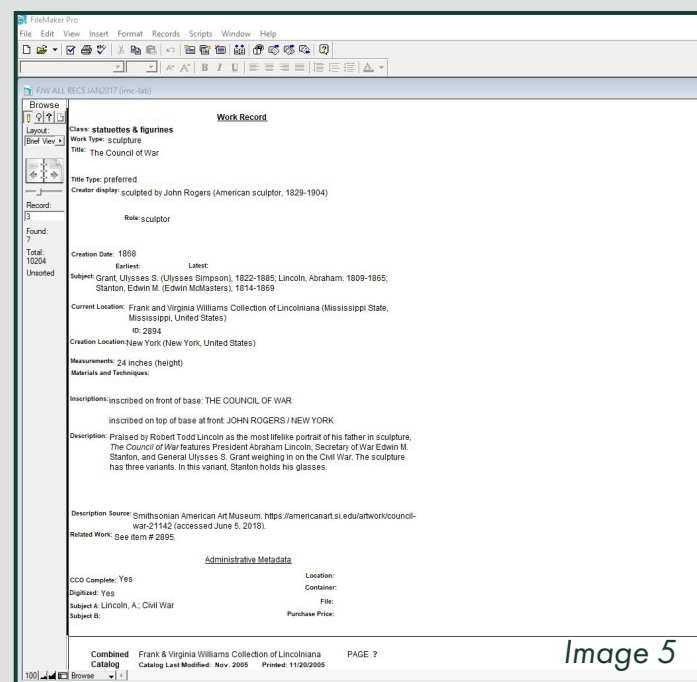 FileMaker Pro
File Edit View Insert Format Records Scripts Window Help
B I U
FJW ALL RECS JAN2017 (imc-lab)
Browse
Layout:
Brief View
Record:
3
Found:
7
Total:
10204
Unsorted
Work Record
Class: statuettes & figurines
Work Type: sculpture
Title: The Council of War
Title Type: preferred
Creator display: sculpted by John Rogers (American sculptor, 1829-1904)
Role: sculptor
Creation Date: 1868
Earliest: Latest:
Subject: Grant, Ulysses S. (Ulysses Simpson), 1822-1885; Lincoln, Abraham, 1809-1865;
Stanton, Edwin M. (Edwin McMasters), 1814-1869
Current Location: Frank and Virginia Williams Collection of Lincolniana (Mississippi State,
Mississippi, United States)
ID: 2894
Creation Location: New York (New York, United States)
Measurements: 24 inches (height)
Materials and Techniques:
Inscriptions: inscribed on front of base: THE COUNCIL OF WAR
inscribed on top of base at front: JOHN ROGERS / NEW YORK
Description: Praised by Robert Todd Lincoln as the most lifelike portrait of his father in sculpture,
The Council of War features President Abraham Lincoln, Secretary of War Edwin M.
Stanton, and General Ulysses S. Grant weighing in on the Civil War. The sculpture
has three variants. In this variant, Stanton holds his glasses.
Description Source: Smithsonian American Art Museum. https://americanart.si.edu/artwork/council-
war-21142 (accessed June 5, 2018).
Related Work: See item # 2895.
Administrative Metadata
CCO Complete: Yes
Location:
Digitized: Yes
Container:
Subject A: Lincoln, A.; Civil War
File:
Subject B:
Purchase Price:
Combined Frank & Virginia Williams Collection of Lincolniana PAGE ?
Catalog Catalog Last Modified: Nov. 2005 Printed: 11/20/2005
Image 5
100 Browse